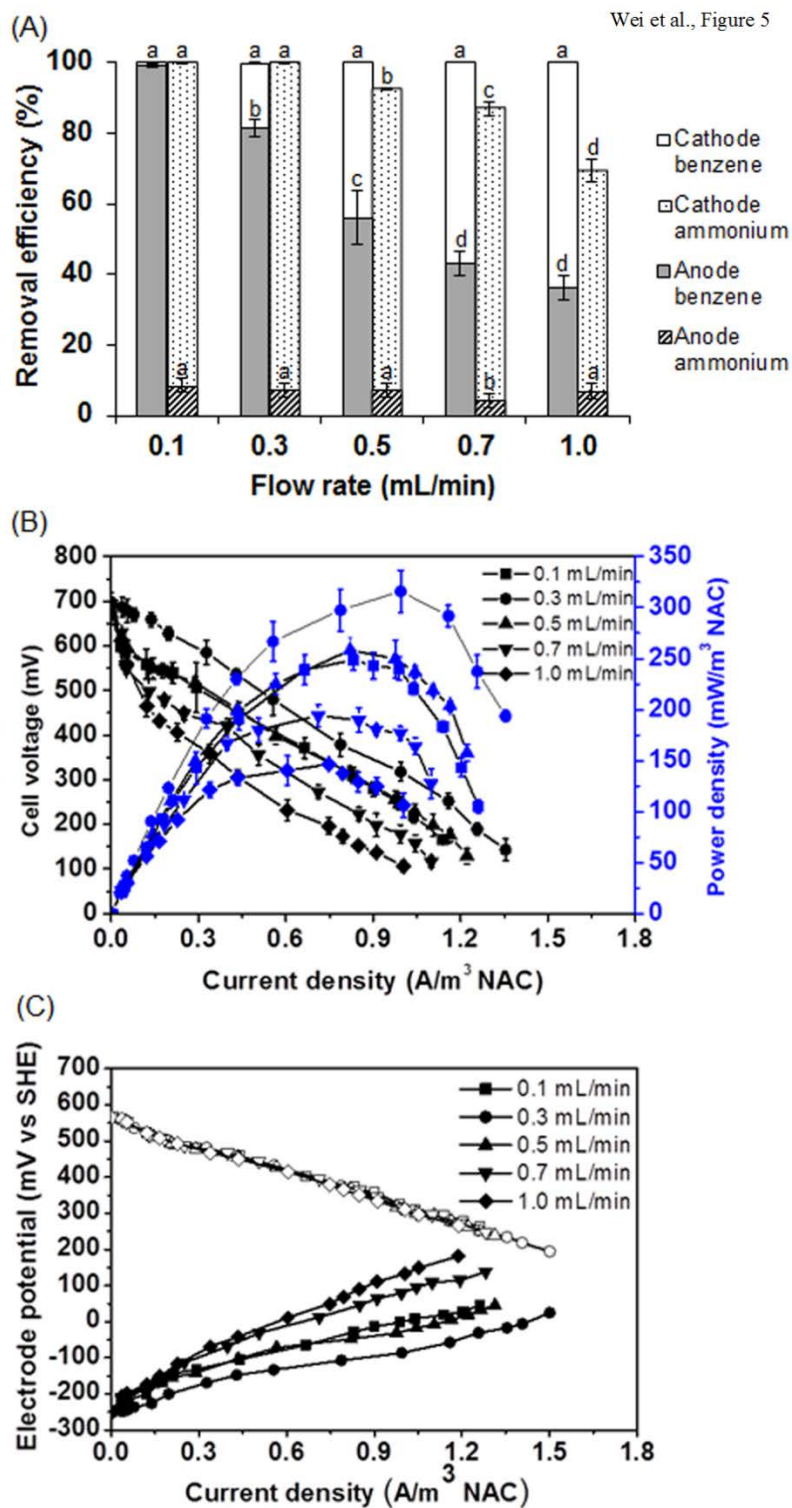 Wei et al., Figure 5
(A)
a a a a a a a
b b c
b c d
d d
a a a b a
100
80
60
40
20
0
Removal efficiency (%)
Cathode benzene
Cathode ammonium
Anode benzene
Anode ammonium
0.1 0.3 0.5 0.7 1.0
Flow rate (mL/min)
(B)
800
700
600
500
400
300
200
100
0
Cell voltage (mV)
0.1 mL/min
0.3 mL/min
0.5 mL/min
0.7 mL/min
1.0 mL/min
350
300
250
200
150
100
50
0
Power density (mW/m³ NAC)
0.0 0.3 0.6 0.9 1.2 1.5 1.8
Current density (A/m³ NAC)
(C)
700
600
500
400
300
200
100
0
-100
-200
-300
Electrode potential (mV vs SHE)
0.1 mL/min
0.3 mL/min
0.5 mL/min
0.7 mL/min
1.0 mL/min
0.0 0.3 0.6 0.9 1.2 1.5 1.8
Current density (A/m³ NAC)